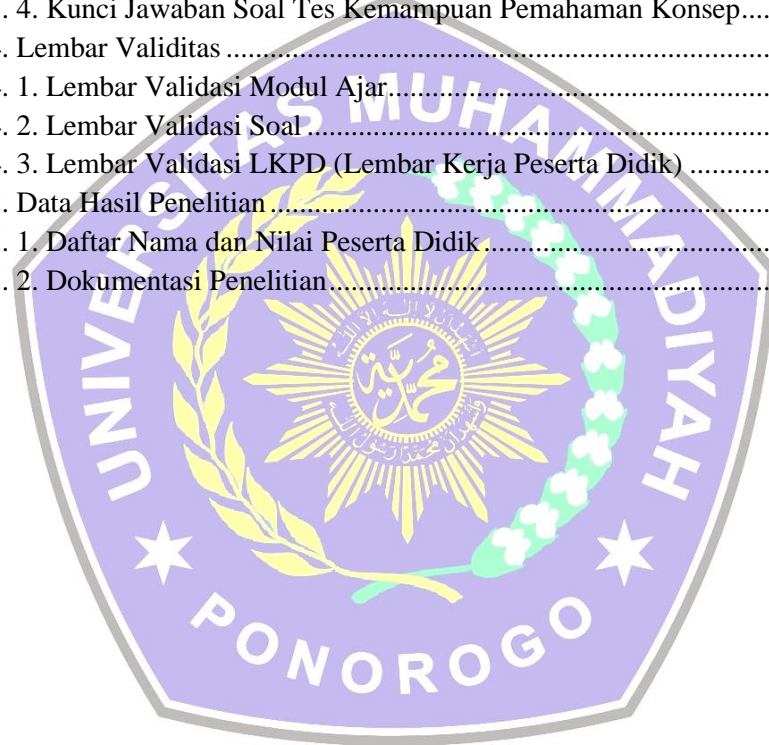 . 4. Kunci Jawaban Soal Tes Kemampuan Pemahaman Konsep....
. Lembar Validitas ..........................................................................
. 1. Lembar Validasi Modul Ajar....................................................
. 2. Lembar Validasi Soal ..............................................................
. 3. Lembar Validasi LKPD (Lembar Kerja Peserta Didik) ...........
. Data Hasil Penelitian ....................................................................
. 1. Daftar Nama dan Nilai Peserta Didik.......................................
. 2. Dokumentasi Penelitian...........................................................
UNIVERSITAS MUHAMMADIYAH
PONOROGO
محمدية